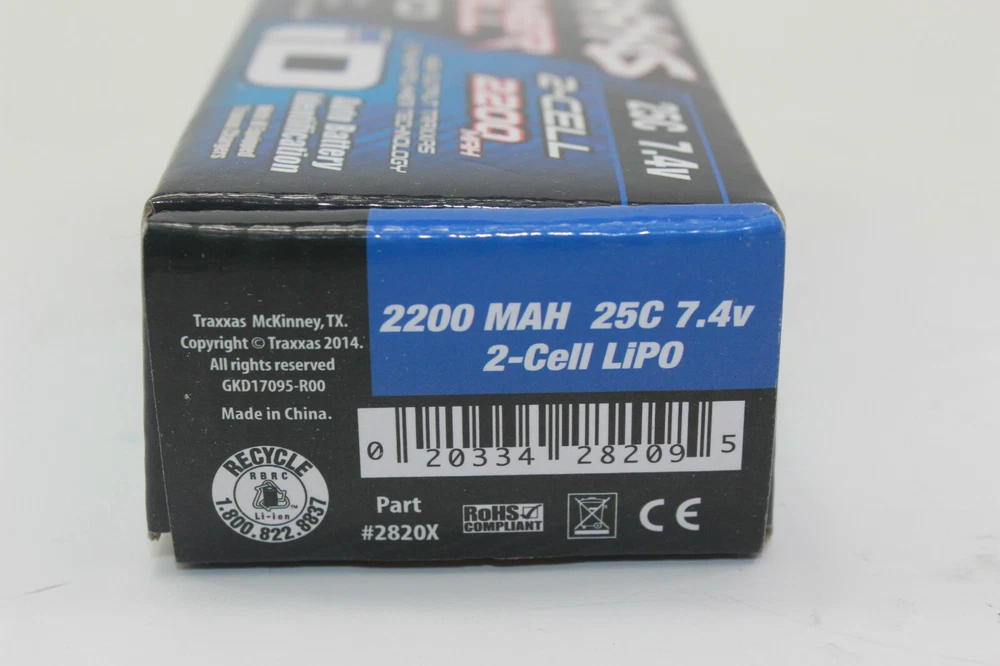 iD
Auto Battery
Identification
2-CELL
2200
MAH
25C 7.4v
2200 MAH 25C 7.4v
2-Cell LiPO
Traxxas McKinney, TX.
Copyright © Traxxas 2014.
All rights reserved
GKD17095-R00
Made in China.
0 20334 28209 5
RECYCLE
RBRC
Li-ion
1.800.822.8837
Part
#2820X
RoHS
COMPLIANT
CE